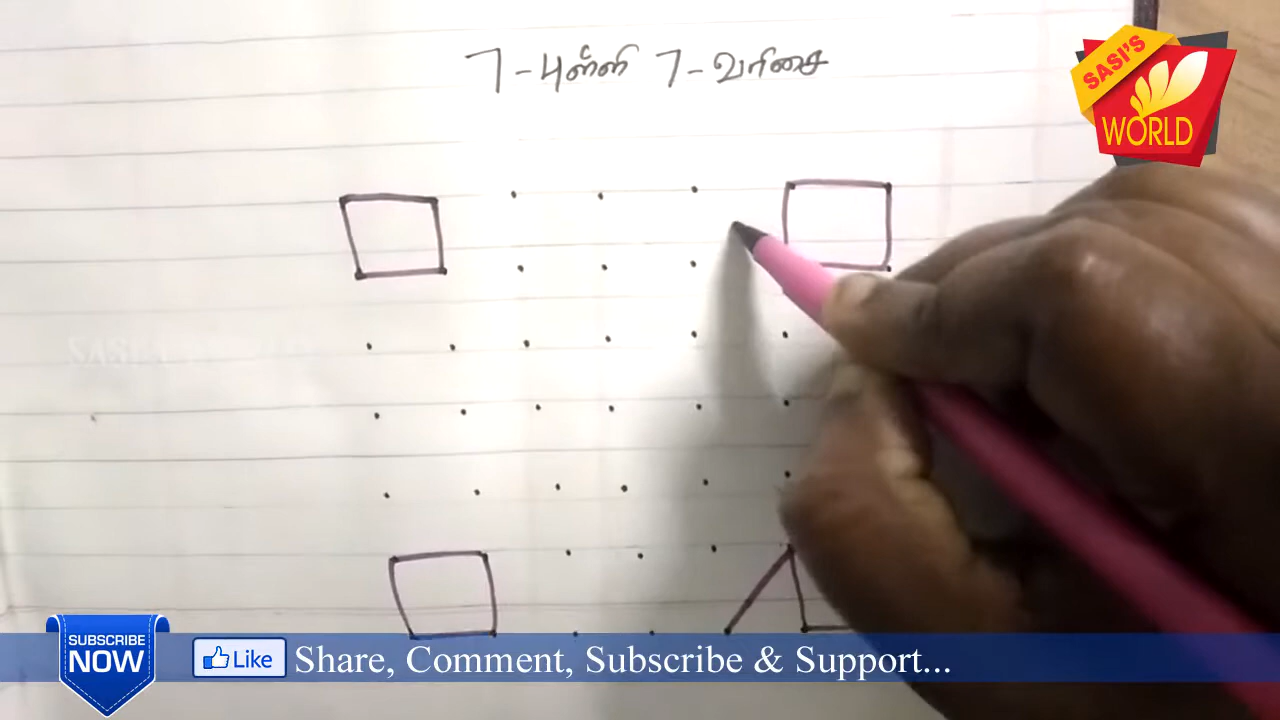 7-புள்ளி 7-வரிசை
SASI'S
WORLD
SUBSCRIBE
NOW
Like
Share, Comment, Subscribe & Support...